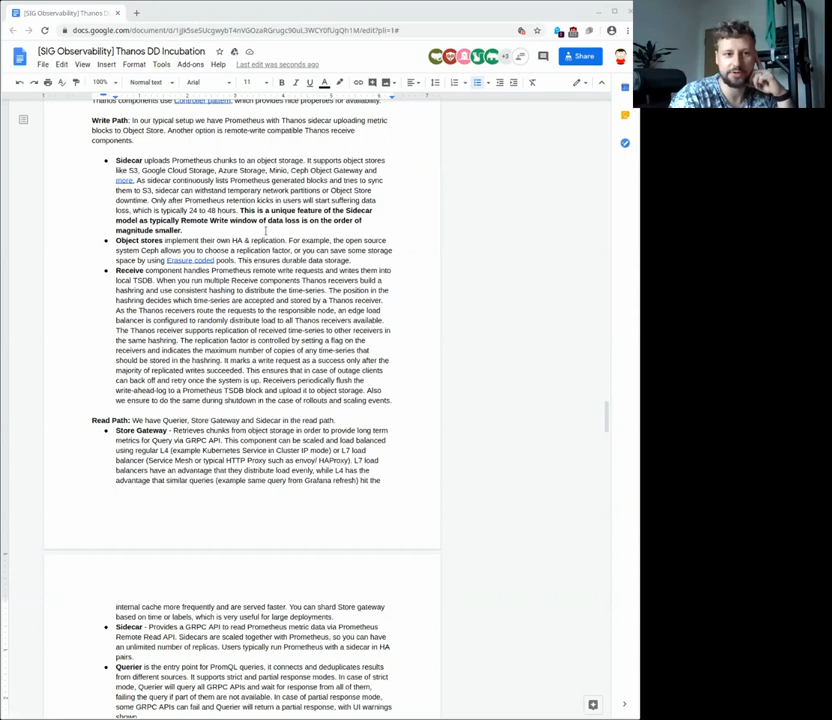 [SIG Observability] Thanos DD Incubation
docs.google.com/document/d/1jlk5se5UcgwybT4nVGOzaRGrugc90uI.3WCY0fUgQh1M/edit?pli=1#
[SIG Observability] Thanos DD Incubation
+3
Share
File Edit View Insert Format Tools Add-ons Help Last edit was seconds ago
100% Normal text Arial 11
Thanos components use Controller pattern, which provides nice properties for availability.
Write Path: In our typical setup we have Prometheus with Thanos sidecar uploading metric
blocks to Object Store. Another option is remote-write compatible Thanos receive
components.
● Sidecar uploads Prometheus chunks to an object storage. It supports object stores
like S3, Google Cloud Storage, Azure Storage, Minio, Ceph Object Gateway and
more. As sidecar continuously lists Prometheus generated blocks and tries to sync
them to S3, sidecar can withstand temporary network partitions or Object Store
downtime. Only after Prometheus retention kicks in users will start suffering data
loss, which is typically 24 to 48 hours. This is a unique feature of the Sidecar
model as typically Remote Write window of data loss is on the order of
magnitude smaller.
● Object stores implement their own HA & replication. For example, the open source
system Ceph allows you to choose a replication factor, or you can save some storage
space by using Erasure coded pools. This ensures durable data storage.
● Receive component handles Prometheus remote write requests and writes them into
local TSDB. When you run multiple Receive components Thanos receivers build a
hashring and use consistent hashing to distribute the time-series. The position in the
hashring decides which time-series are accepted and stored by a Thanos receiver.
As the Thanos receivers route the requests to the responsible node, an edge load
balancer is configured to randomly distribute load to all Thanos receivers available.
The Thanos receiver supports replication of received time-series to other receivers in
the same hashring. The replication factor is controlled by setting a flag on the
receivers and indicates the maximum number of copies of any time-series that
should be stored in the hashring. It marks a write request as a success only after the
majority of replicated writes succeeded. This ensures that in case of outage clients
can back off and retry once the system is up. Receivers periodically flush the
write-ahead-log to a Prometheus TSDB block and upload it to object storage. Also
we ensure to do the same during shutdown in the case of rollouts and scaling events.
Read Path: We have Querier, Store Gateway and Sidecar in the read path.
● Store Gateway - Retrieves chunks from object storage in order to provide long term
metrics for Query via GRPC API. This component can be scaled and load balanced
using regular L4 (example Kubernetes Service in Cluster IP mode) or L7 load
balancer (Service Mesh or typical HTTP Proxy such as envoy/ HAProxy). L7 load
balancers have an advantage that they distribute load evenly, while L4 has the
advantage that similar queries (example same query from Grafana refresh) hit the
internal cache more frequently and are served faster. You can shard Store gateway
based on time or labels, which is very useful for large deployments.
● Sidecar - Provides a GRPC API to read Prometheus metric data via Prometheus
Remote Read API. Sidecars are scaled together with Prometheus, so you can have
an unlimited number of replicas. Users typically run Prometheus with a sidecar in HA
pairs.
● Querier is the entry point for PromQL queries, it connects and deduplicates results
from different sources. It supports strict and partial response modes. In case of strict
mode, Querier will query all GRPC APIs and wait for response from all of them,
failing the query if part of them are not available. In case of partial response mode,
some GRPC APIs can fail and Querier will return a partial response, with UI warnings
shown